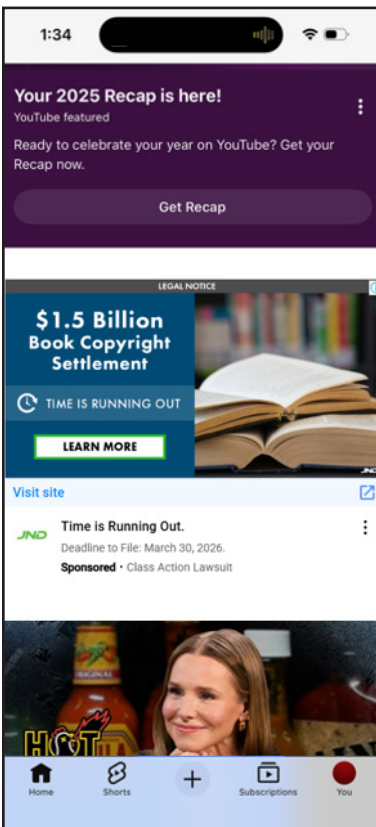 1:34
Your 2025 Recap is here!
YouTube featured
Ready to celebrate your year on YouTube? Get your
Recap now.
Get Recap
LEGAL NOTICE
$1.5 Billion
Book Copyright
Settlement
TIME IS RUNNING OUT
LEARN MORE
JND
Visit site
JND
Time is Running Out.
Deadline to File: March 30, 2026.
Sponsored • Class Action Lawsuit
ORIGINAL
HOT
Home
Shorts
Subscriptions
You